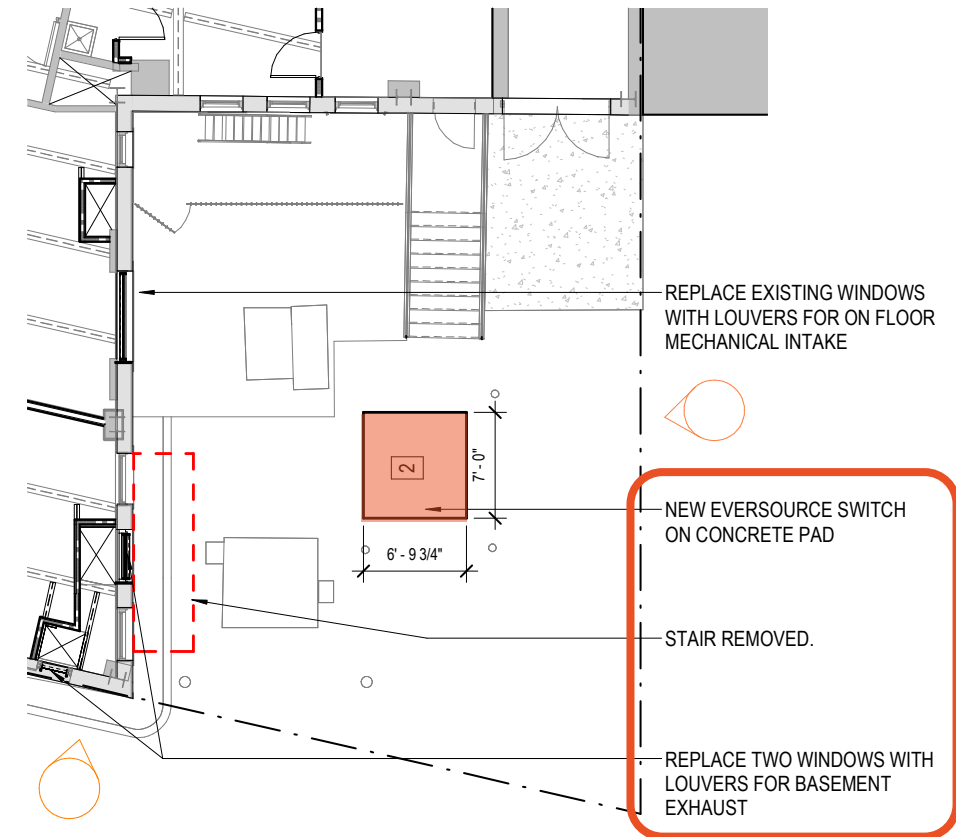 REPLACE EXISTING WINDOWS
WITH LOUVERS FOR ON FLOOR
MECHANICAL INTAKE
2
7' - 0"
6' - 9 3/4"
NEW EVERSOURCE SWITCH
ON CONCRETE PAD
STAIR REMOVED.
REPLACE TWO WINDOWS WITH
LOUVERS FOR BASEMENT
EXHAUST